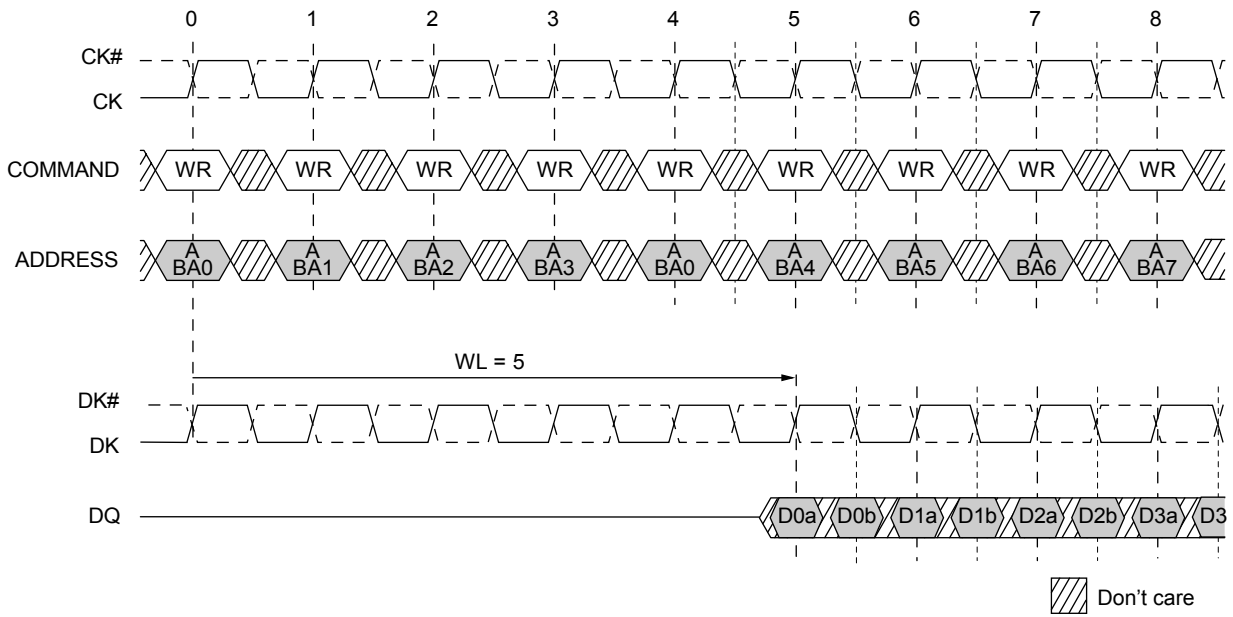 0 1 2 3 4 5 6 7 8
CK#
CK
COMMAND WR WR WR WR WR WR WR WR WR
A A A A A A A A A
ADDRESS BA0 BA1 BA2 BA3 BA0 BA4 BA5 BA6 BA7
WL = 5
DK#
DK
DQ D0a D0b D1a D1b D2a D2b D3a D3
Don't care